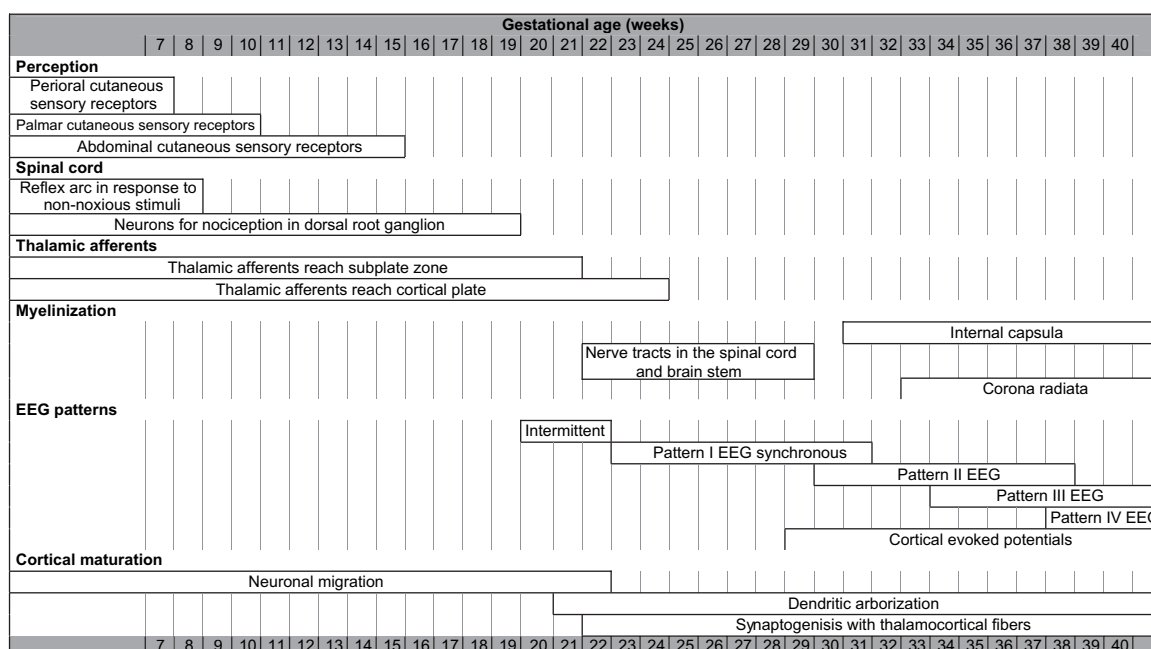 Gestational age (weeks)
7 8 9 10 11 12 13 14 15 16 17 18 19 20 21 22 23 24 25 26 27 28 29 30 31 32 33 34 35 36 37 38 39 40
Perception
Perioral cutaneous
sensory receptors
Palmar cutaneous sensory receptors
Abdominal cutaneous sensory receptors
Spinal cord
Reflex arc in response to
non-noxious stimuli
Neurons for nociception in dorsal root ganglion
Thalamic afferents
Thalamic afferents reach subplate zone
Thalamic afferents reach cortical plate
Myelinization
Internal capsula
Nerve tracts in the spinal cord
and brain stem
Corona radiata
EEG patterns
Intermittent
Pattern I EEG synchronous
Pattern II EEG
Pattern III EEG
Pattern IV EEG
Cortical evoked potentials
Cortical maturation
Neuronal migration
Dendritic arborization
Synaptogenisis with thalamocortical fibers
7 8 9 10 11 12 13 14 15 16 17 18 19 20 21 22 23 24 25 26 27 28 29 30 31 32 33 34 35 36 37 38 39 40